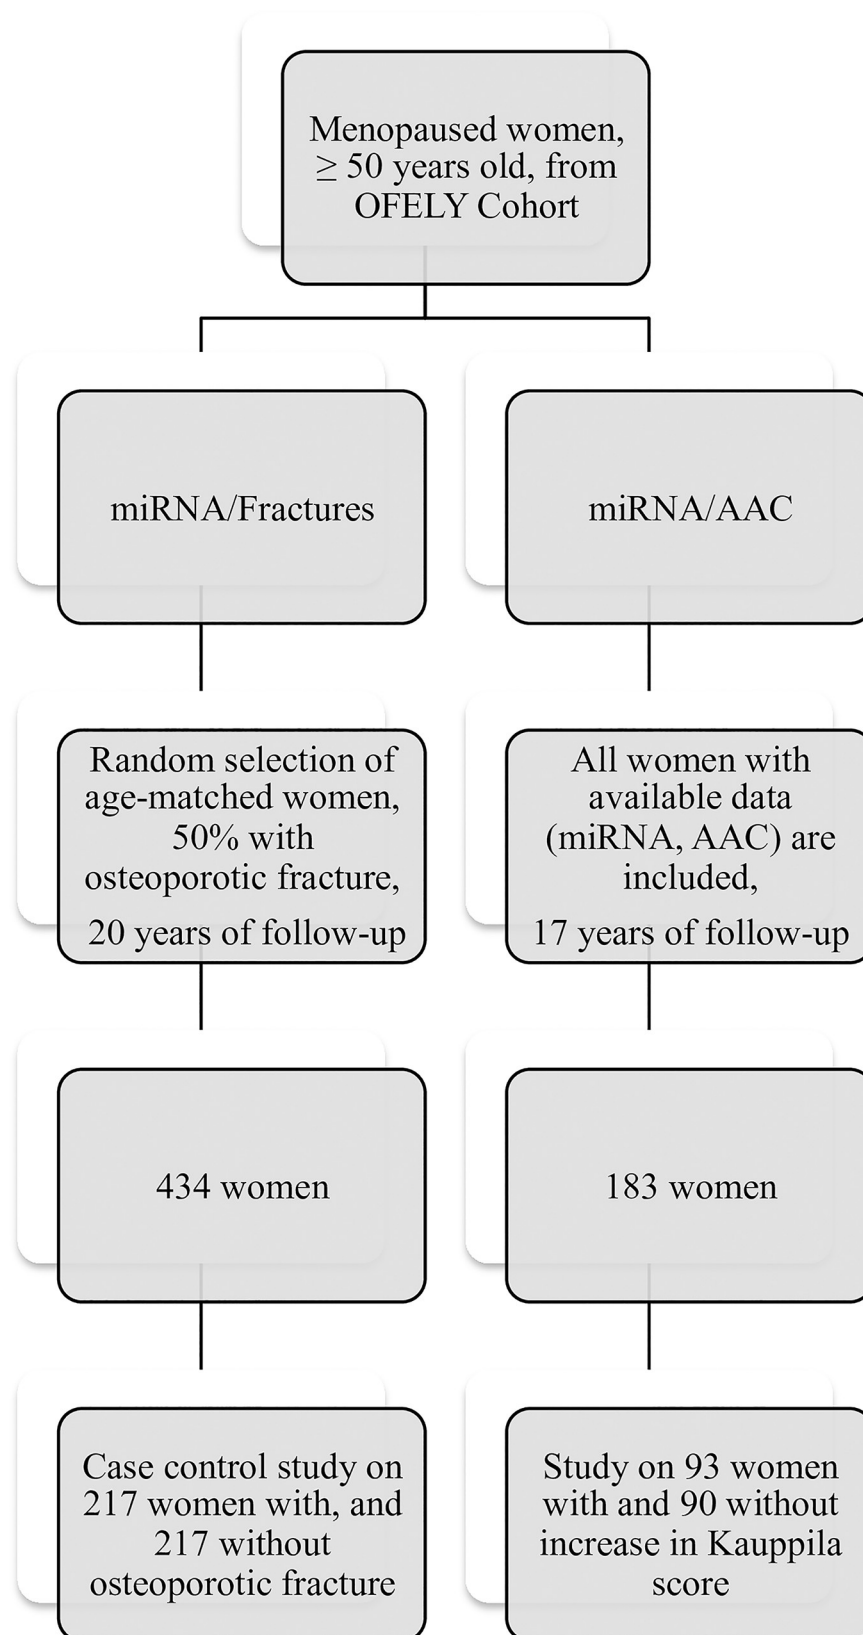 Menopaused women,
≥ 50 years old, from
OFELY Cohort
miRNA/Fractures
miRNA/AAC
Random selection of
age-matched women,
50% with
osteoporotic fracture,
20 years of follow-up
All women with
available data
(miRNA, AAC) are
included,
17 years of follow-up
434 women
183 women
Case control study on
217 women with, and
217 without
osteoporotic fracture
Study on 93 women
with and 90 without
increase in Kauppila
score